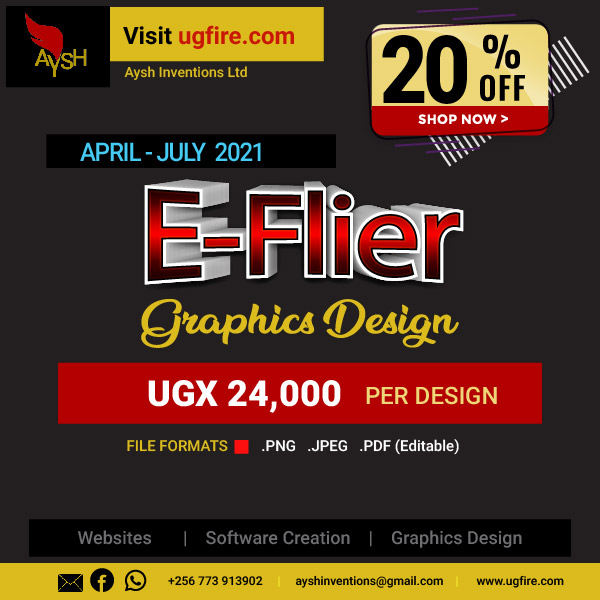 AYSH
Visit ugfire.com
Aysh Inventions Ltd
20% OFF
SHOP NOW >
APRIL - JULY 2021
E-Flier
Graphics Design
UGX 24,000 PER DESIGN
FILE FORMATS .PNG .JPEG .PDF (Editable)
Websites | Software Creation | Graphics Design
+256 773 913902 | ayshinventions@gmail.com | www.ugfire.com